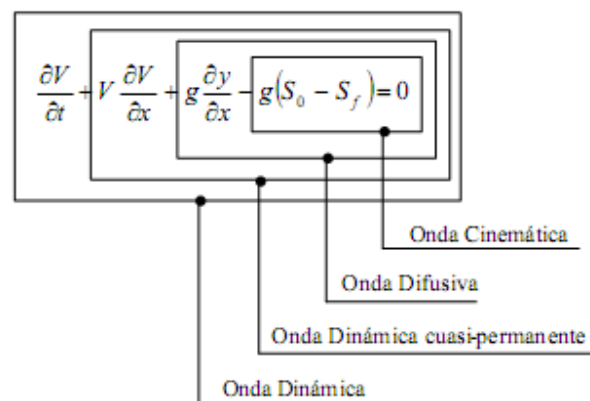 ∂V/∂t + V ∂V/∂x + g ∂y/∂x − g(S₀ − S_f) = 0
Onda Cinemática
Onda Difusiva
Onda Dinámica cuasi-permanente
Onda Dinámica